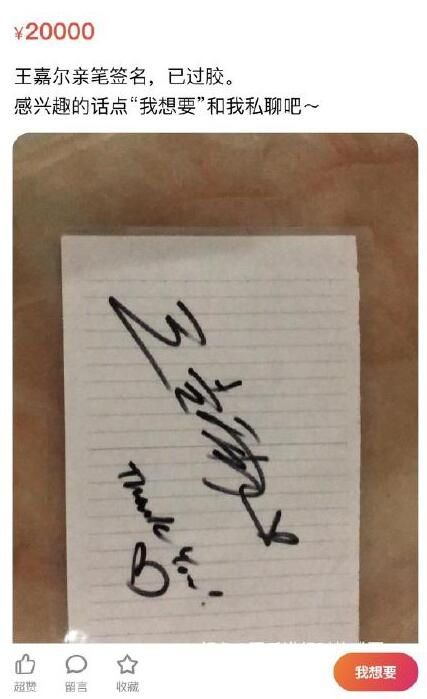 ¥20000
王嘉尔亲笔签名，已过胶。
感兴趣的话点“我想要”和我私聊吧～
Thank You!
超赞
留言
收藏
我想要